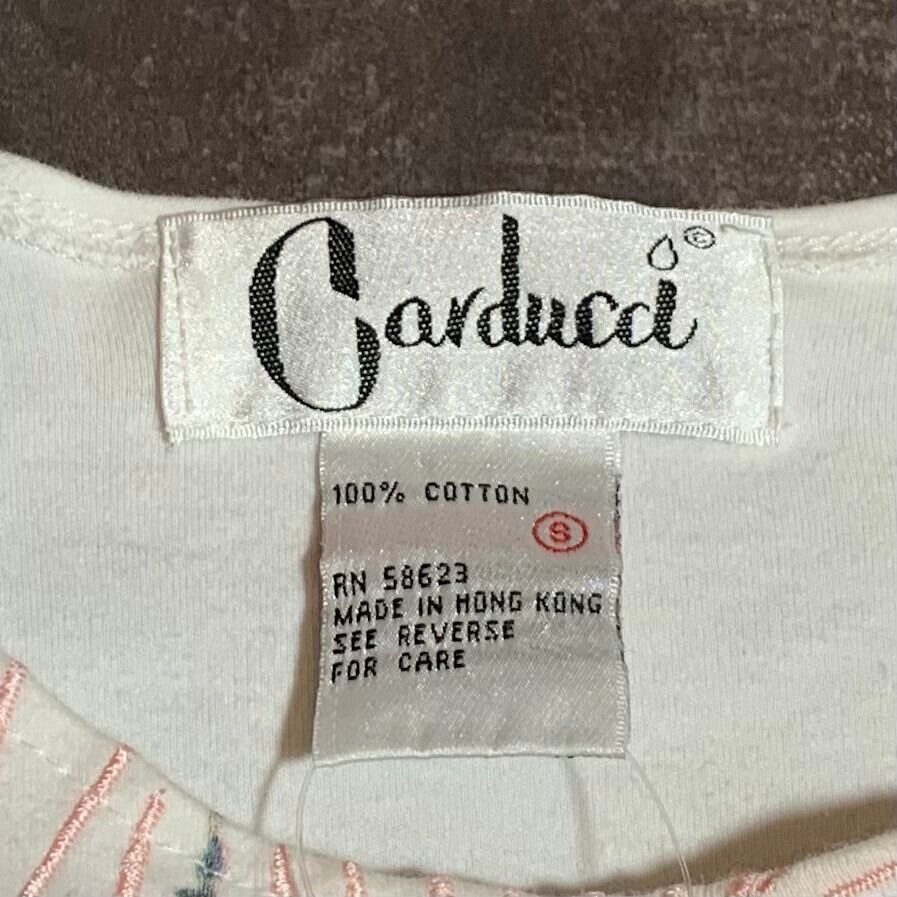 Carducci ©
100% COTTON
S
RN 58623
MADE IN HONG KONG
SEE REVERSE
FOR CARE